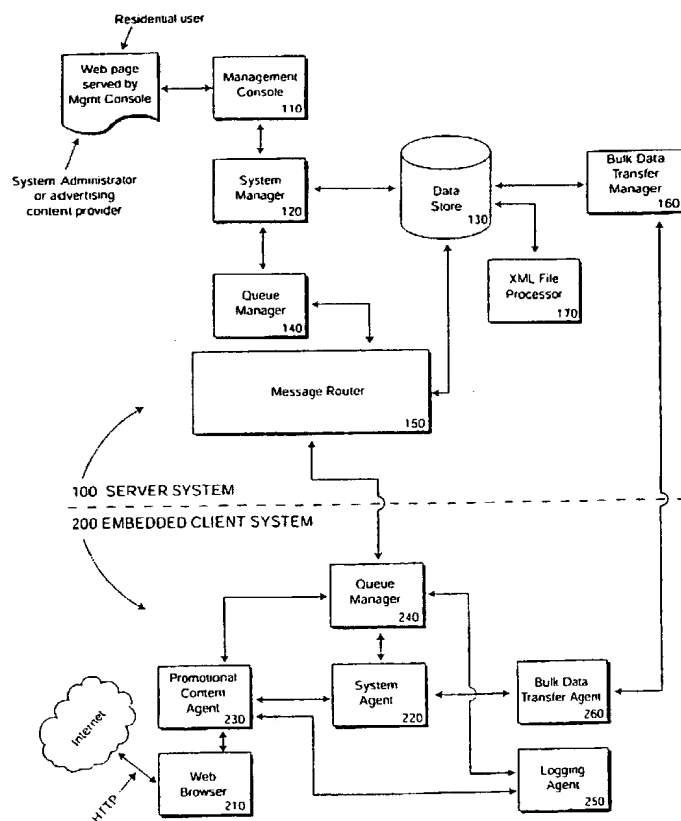 Residential user
Web page
served by
Mgmt Console
Management
Console
110
System Administrator
or advertising
content provider
System
Manager
120
Data
Store
130
Bulk Data
Transfer
Manager
160
Queue
Manager
140
XML File
Processor
170
Message Router
150
100 SERVER SYSTEM
200 EMBEDDED CLIENT SYSTEM
Queue
Manager
240
Promotional
Content
Agent
230
System
Agent
220
Bulk Data
Transfer Agent
260
Internet
HTTP
Web
Browser
210
Logging
Agent
250